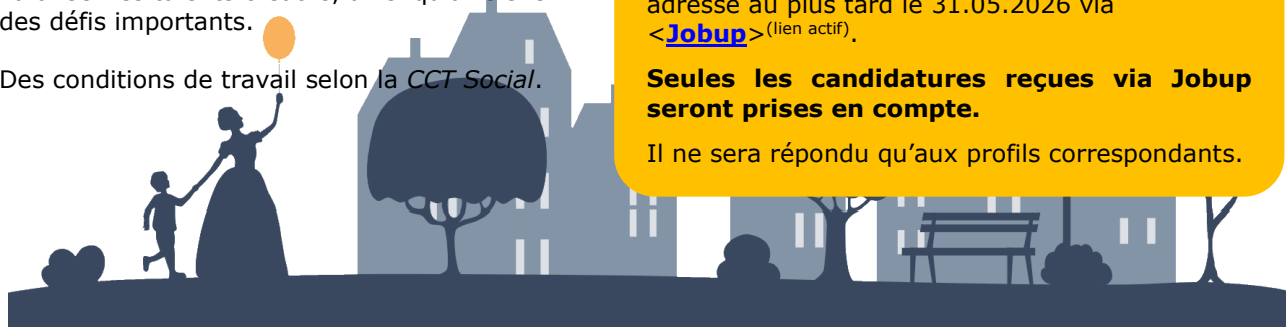 des défis importants.
Des conditions de travail selon la CCT Social.
adressé au plus tard le 31.05.2026 via
<Jobup>(lien actif).
Seules les candidatures reçues via Jobup
seront prises en compte.
Il ne sera répondu qu'aux profils correspondants.